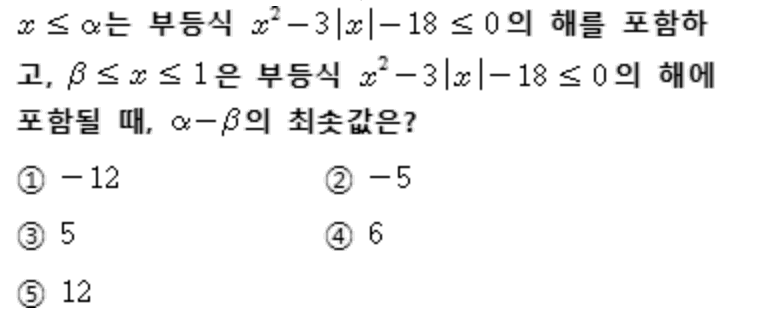 x ≤ α는 부등식 x²−3|x|−18 ≤ 0의 해를 포함하
고, β ≤ x ≤ 1은 부등식 x²−3|x|−18 ≤ 0의 해에
포함될 때, α−β의 최솟값은?
① −12 ② −5
③ 5 ④ 6
⑤ 12